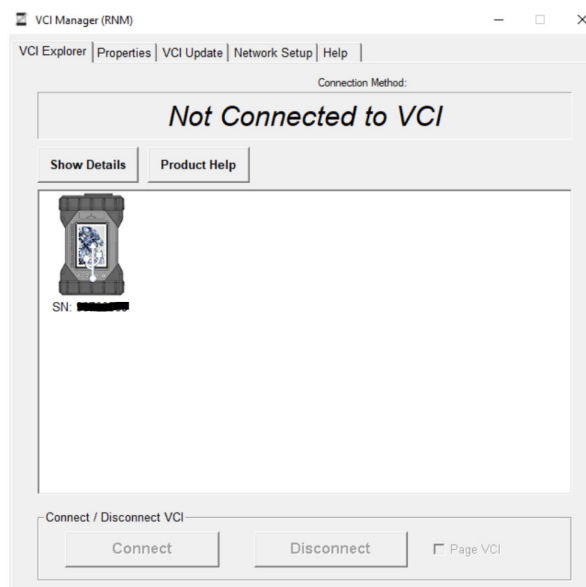 VCI Manager (RNM)
VCI Explorer Properties VCI Update Network Setup Help
Connection Method:
Not Connected to VCI
Show Details Product Help
SN:
Connect / Disconnect VCI
Connect Disconnect Page VCI